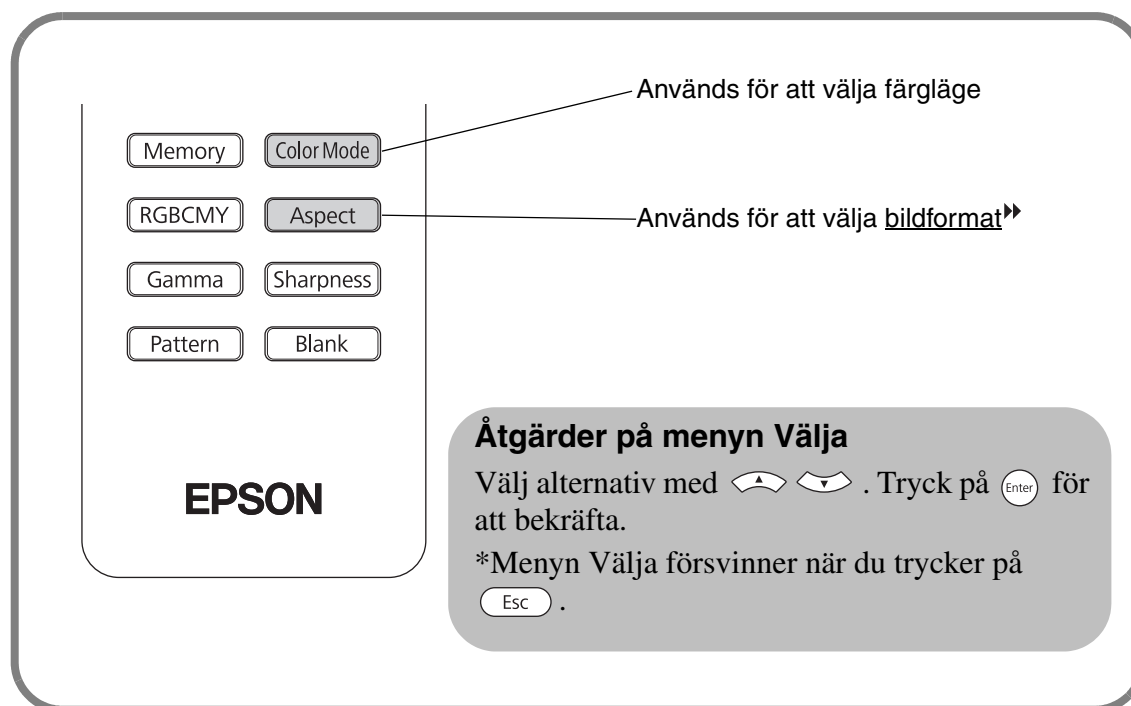 Används för att välja färgläge
Memory Color Mode
RGBCMY Aspect
Används för att välja bildformat
Gamma Sharpness
Pattern Blank
EPSON
Åtgärder på menyn Välja
Välj alternativ med . Tryck på Enter för
att bekräfta.
*Menyn Välja försvinner när du trycker på
Esc .